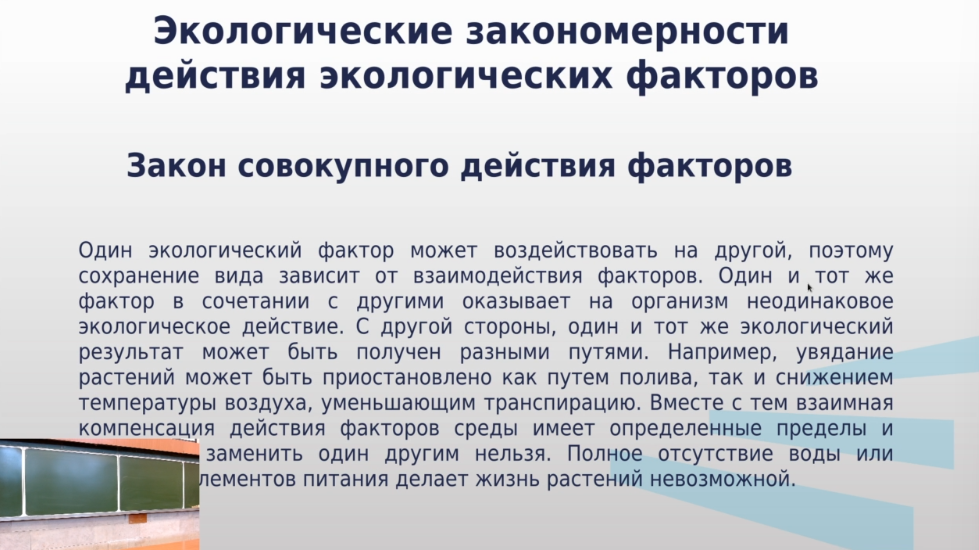 Экологические закономерности
действия экологических факторов
Закон совокупного действия факторов
Один экологический фактор может воздействовать на другой, поэтому
сохранение вида зависит от взаимодействия факторов. Один и тот же
фактор в сочетании с другими оказывает на организм неодинаковое
экологическое действие. С другой стороны, один и тот же экологический
результат может быть получен разными путями. Например, увядание
растений может быть приостановлено как путем полива, так и снижением
температуры воздуха, уменьшающим транспирацию. Вместе с тем взаимная
компенсация действия факторов среды имеет определенные пределы и
заменить один другим нельзя. Полное отсутствие воды или
лементов питания делает жизнь растений невозможной.